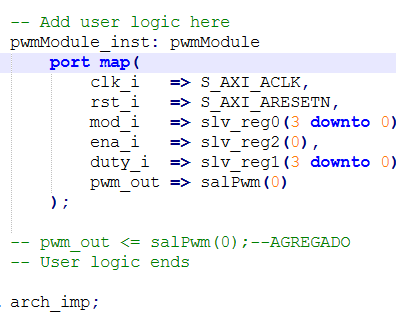 -- Add user logic here
pwmModule_inst: pwmModule
port map(
clk_i => S_AXI_ACLK,
rst_i => S_AXI_ARESETN,
mod_i => slv_reg0(3 downto 0)
ena_i => slv_reg2(0),
duty_i => slv_reg1(3 downto 0)
pwm_out => salPwm(0)
);
-- pwm_out <= salPwm(0);--AGREGADO
-- User logic ends
arch_imp;